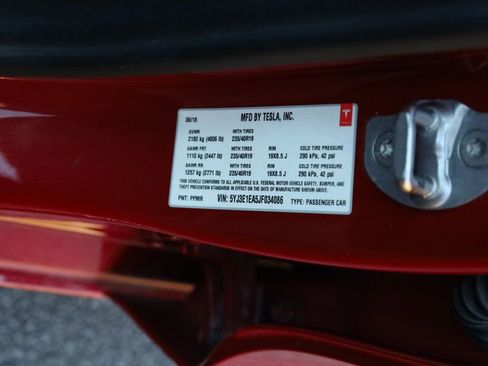 06/18 MFD BY TESLA, INC.
GVWR WITH TIRES
2180 kg (4806 lb) 235/40R19
GAWR FRT WITH TIRES RIM COLD TIRE PRESSURE
1110 kg (2447 lb) 235/40R19 19X8.5 J 290 kPa, 42 psi
GAWR RR WITH TIRES RIM COLD TIRE PRESSURE
1257 kg (2771 lb) 235/40R19 19X8.5 J 290 kPa, 42 psi
THIS VEHICLE CONFORMS TO ALL APPLICABLE U.S. FEDERAL MOTOR VEHICLE SAFETY, BUMPER, AND
THEFT PREVENTION STANDARDS IN EFFECT ON THE DATE OF MANUFACTURE SHOWN ABOVE.
PNT: PPMR VIN: 5YJ3E1EA5JF034086 TYPE: PASSENGER CAR